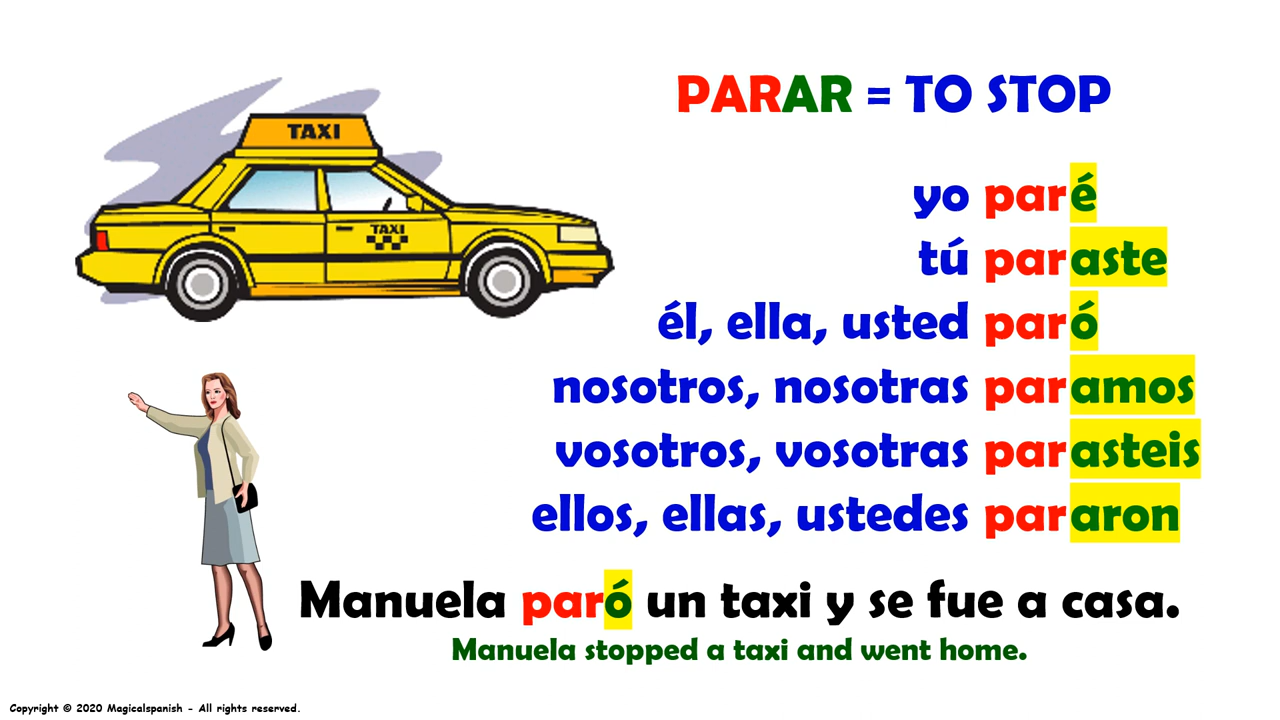 PARAR = TO STOP
TAXI
TAXI
yo paré
tú paraste
él, ella, usted paró
nosotros, nosotras paramos
vosotros, vosotras parasteis
ellos, ellas, ustedes pararon
Manuela paró un taxi y se fue a casa.
Manuela stopped a taxi and went home.
Copyright © 2020 Magicalspanish - All rights reserved.